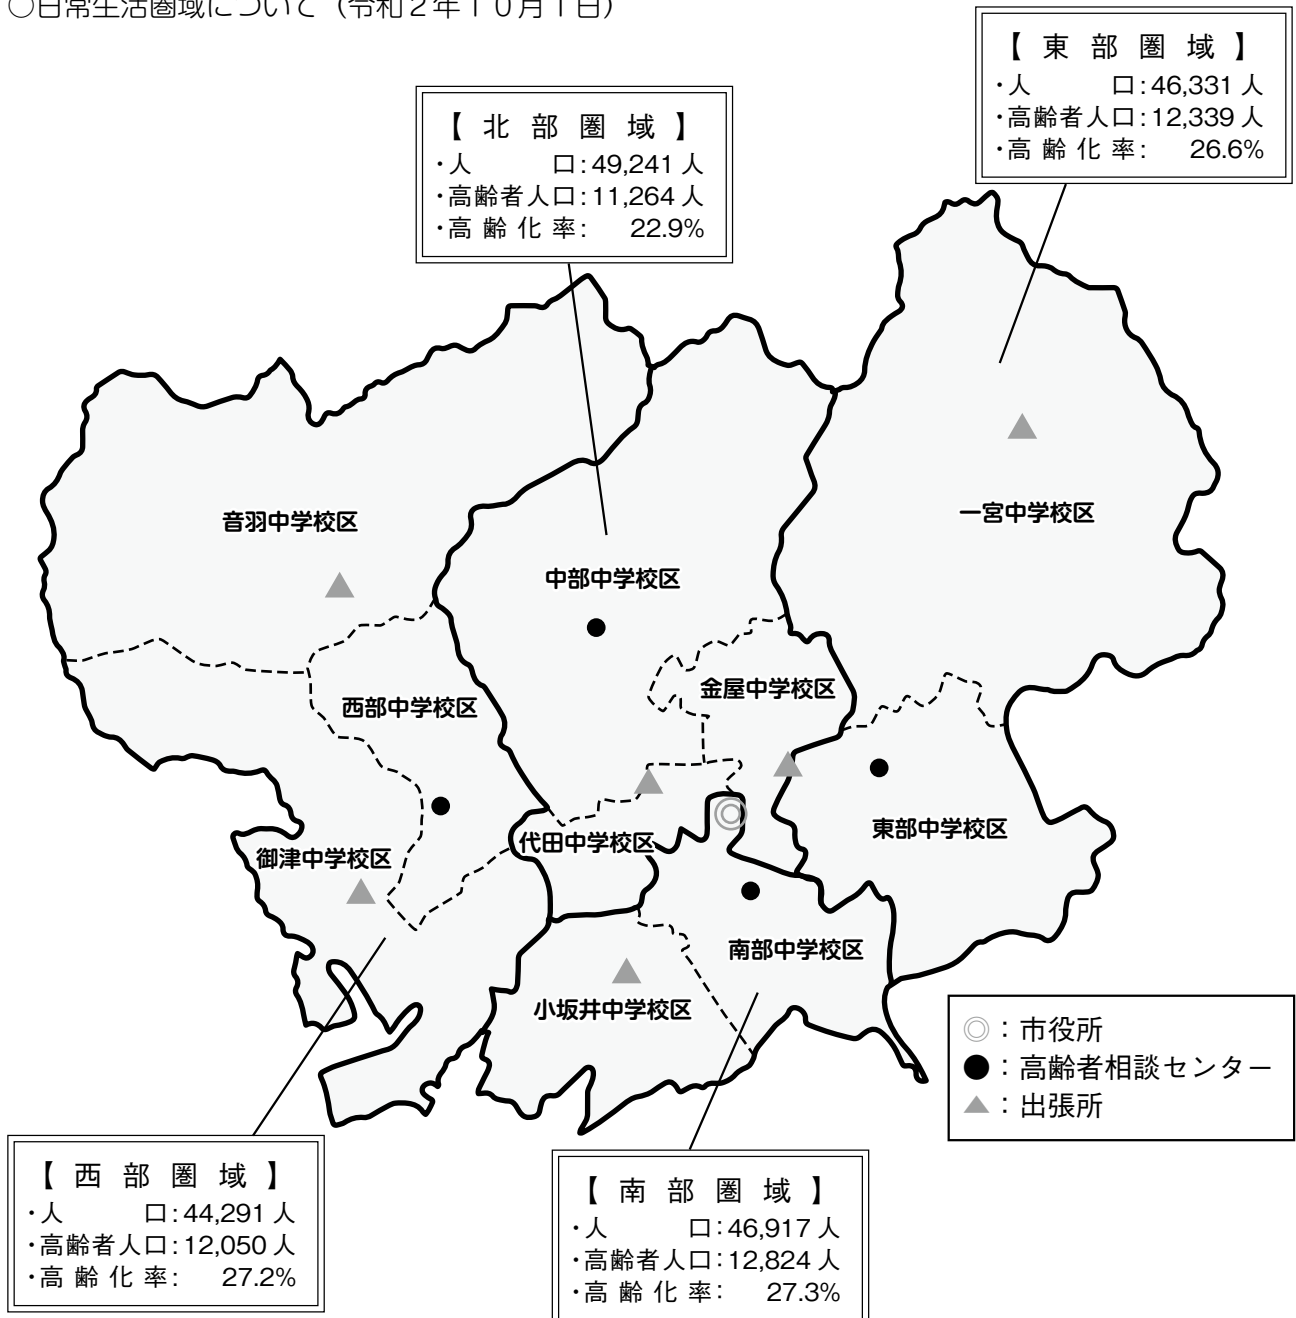 ○日常生活圏域について（令和２年１０月１日）
【東部圏域】
・人口：46,331人
・高齢者人口：12,339人
・高齢化率：26.6%
【北部圏域】
・人口：49,241人
・高齢者人口：11,264人
・高齢化率：22.9%
音羽中学校区
一宮中学校区
中部中学校区
金屋中学校区
西部中学校区
東部中学校区
代田中学校区
御津中学校区
南部中学校区
小坂井中学校区
◎：市役所
●：高齢者相談センター
▲：出張所
【西部圏域】
・人口：44,291人
・高齢者人口：12,050人
・高齢化率：27.2%
【南部圏域】
・人口：46,917人
・高齢者人口：12,824人
・高齢化率：27.3%